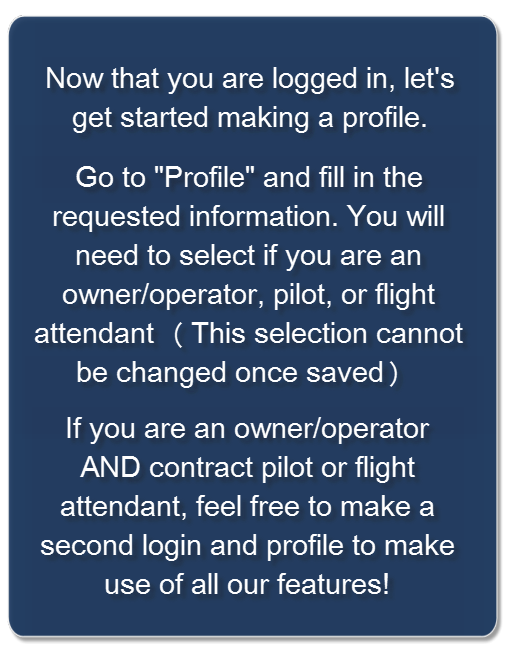 Now that you are logged in, let's
get started making a profile.
Go to "Profile" and fill in the
requested information. You will
need to select if you are an
owner/operator, pilot, or flight
attendant （This selection cannot
be changed once saved）
If you are an owner/operator
AND contract pilot or flight
attendant, feel free to make a
second login and profile to make
use of all our features!